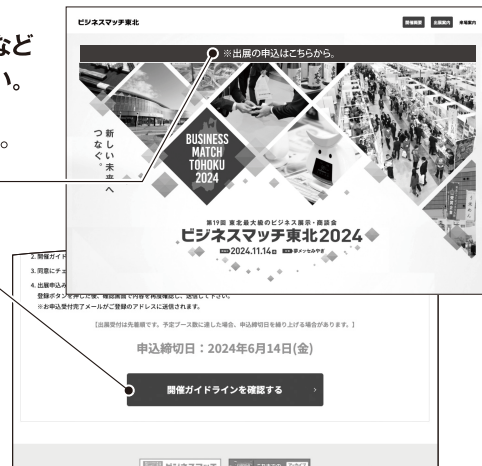 など
い。
。
ビジネスマッチ東北
開催概要 出展案内 来場案内
※出展の申込はこちらから。
新しい未来へ
つなぐ。
BUSINESS
MATCH
TOHOKU
2024
第19回 東北最大級のビジネス展示・商談会
ビジネスマッチ東北2024
2024.11.14 夢メッセみやぎ
2. 開催ガイド
3. 同意にチェ
4. 出展申込み
登録ボタンを押した後、確認画面で内容を再度確認し、送信して下さい。
※お申込受付完了メールがご登録のアドレスに送信されます。
【出展受付は先着順です。予定ブース数に達した場合、申込締切日を繰り上げる場合があります。】
申込締切日：2024年6月14日(金)
開催ガイドラインを確認する
ビジネスマッチ